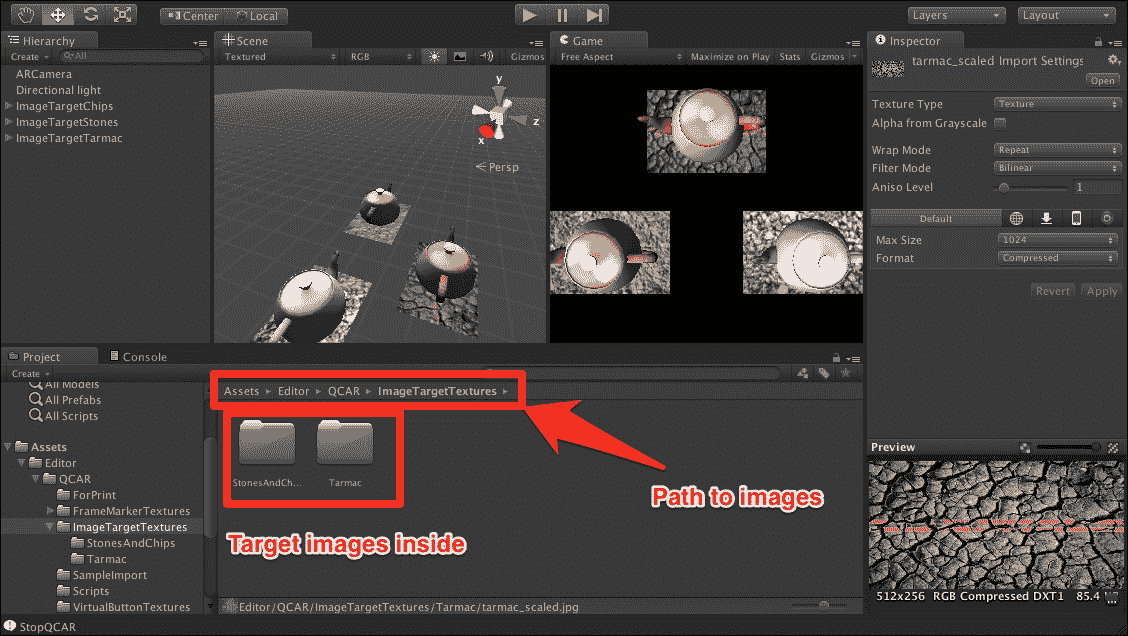 Center Local
Layers
Layout
Hierarchy
Create
All
ARCamera
Directional light
ImageTargetChips
ImageTargetStones
ImageTargetTarmac
Scene
Textured
RGB
Gizmos
y
z
x
Persp
Game
Free Aspect
Maximize on Play
Stats
Gizmos
Inspector
tarmac_scaled Import Settings
Open
Texture Type Texture
Alpha from Grayscale
Wrap Mode Repeat
Filter Mode Bilinear
Aniso Level 1
Default
Max Size 1024
Format Compressed
Revert Apply
Project
Console
Create
All Models
All Prefabs
All Scripts
Assets
Editor
QCAR
ForPrint
FrameMarkerTextures
ImageTargetTextures
StonesAndChips
Tarmac
SampleImport
Scripts
VirtualButtonTextures
Assets Editor QCAR ImageTargetTextures
StonesAndCh...
Tarmac
Target images inside
Path to images
Editor/QCAR/ImageTargetTextures/Tarmac/tarmac_scaled.jpg
Preview
512x256 RGB Compressed DXT1 85.4
StopQCAR